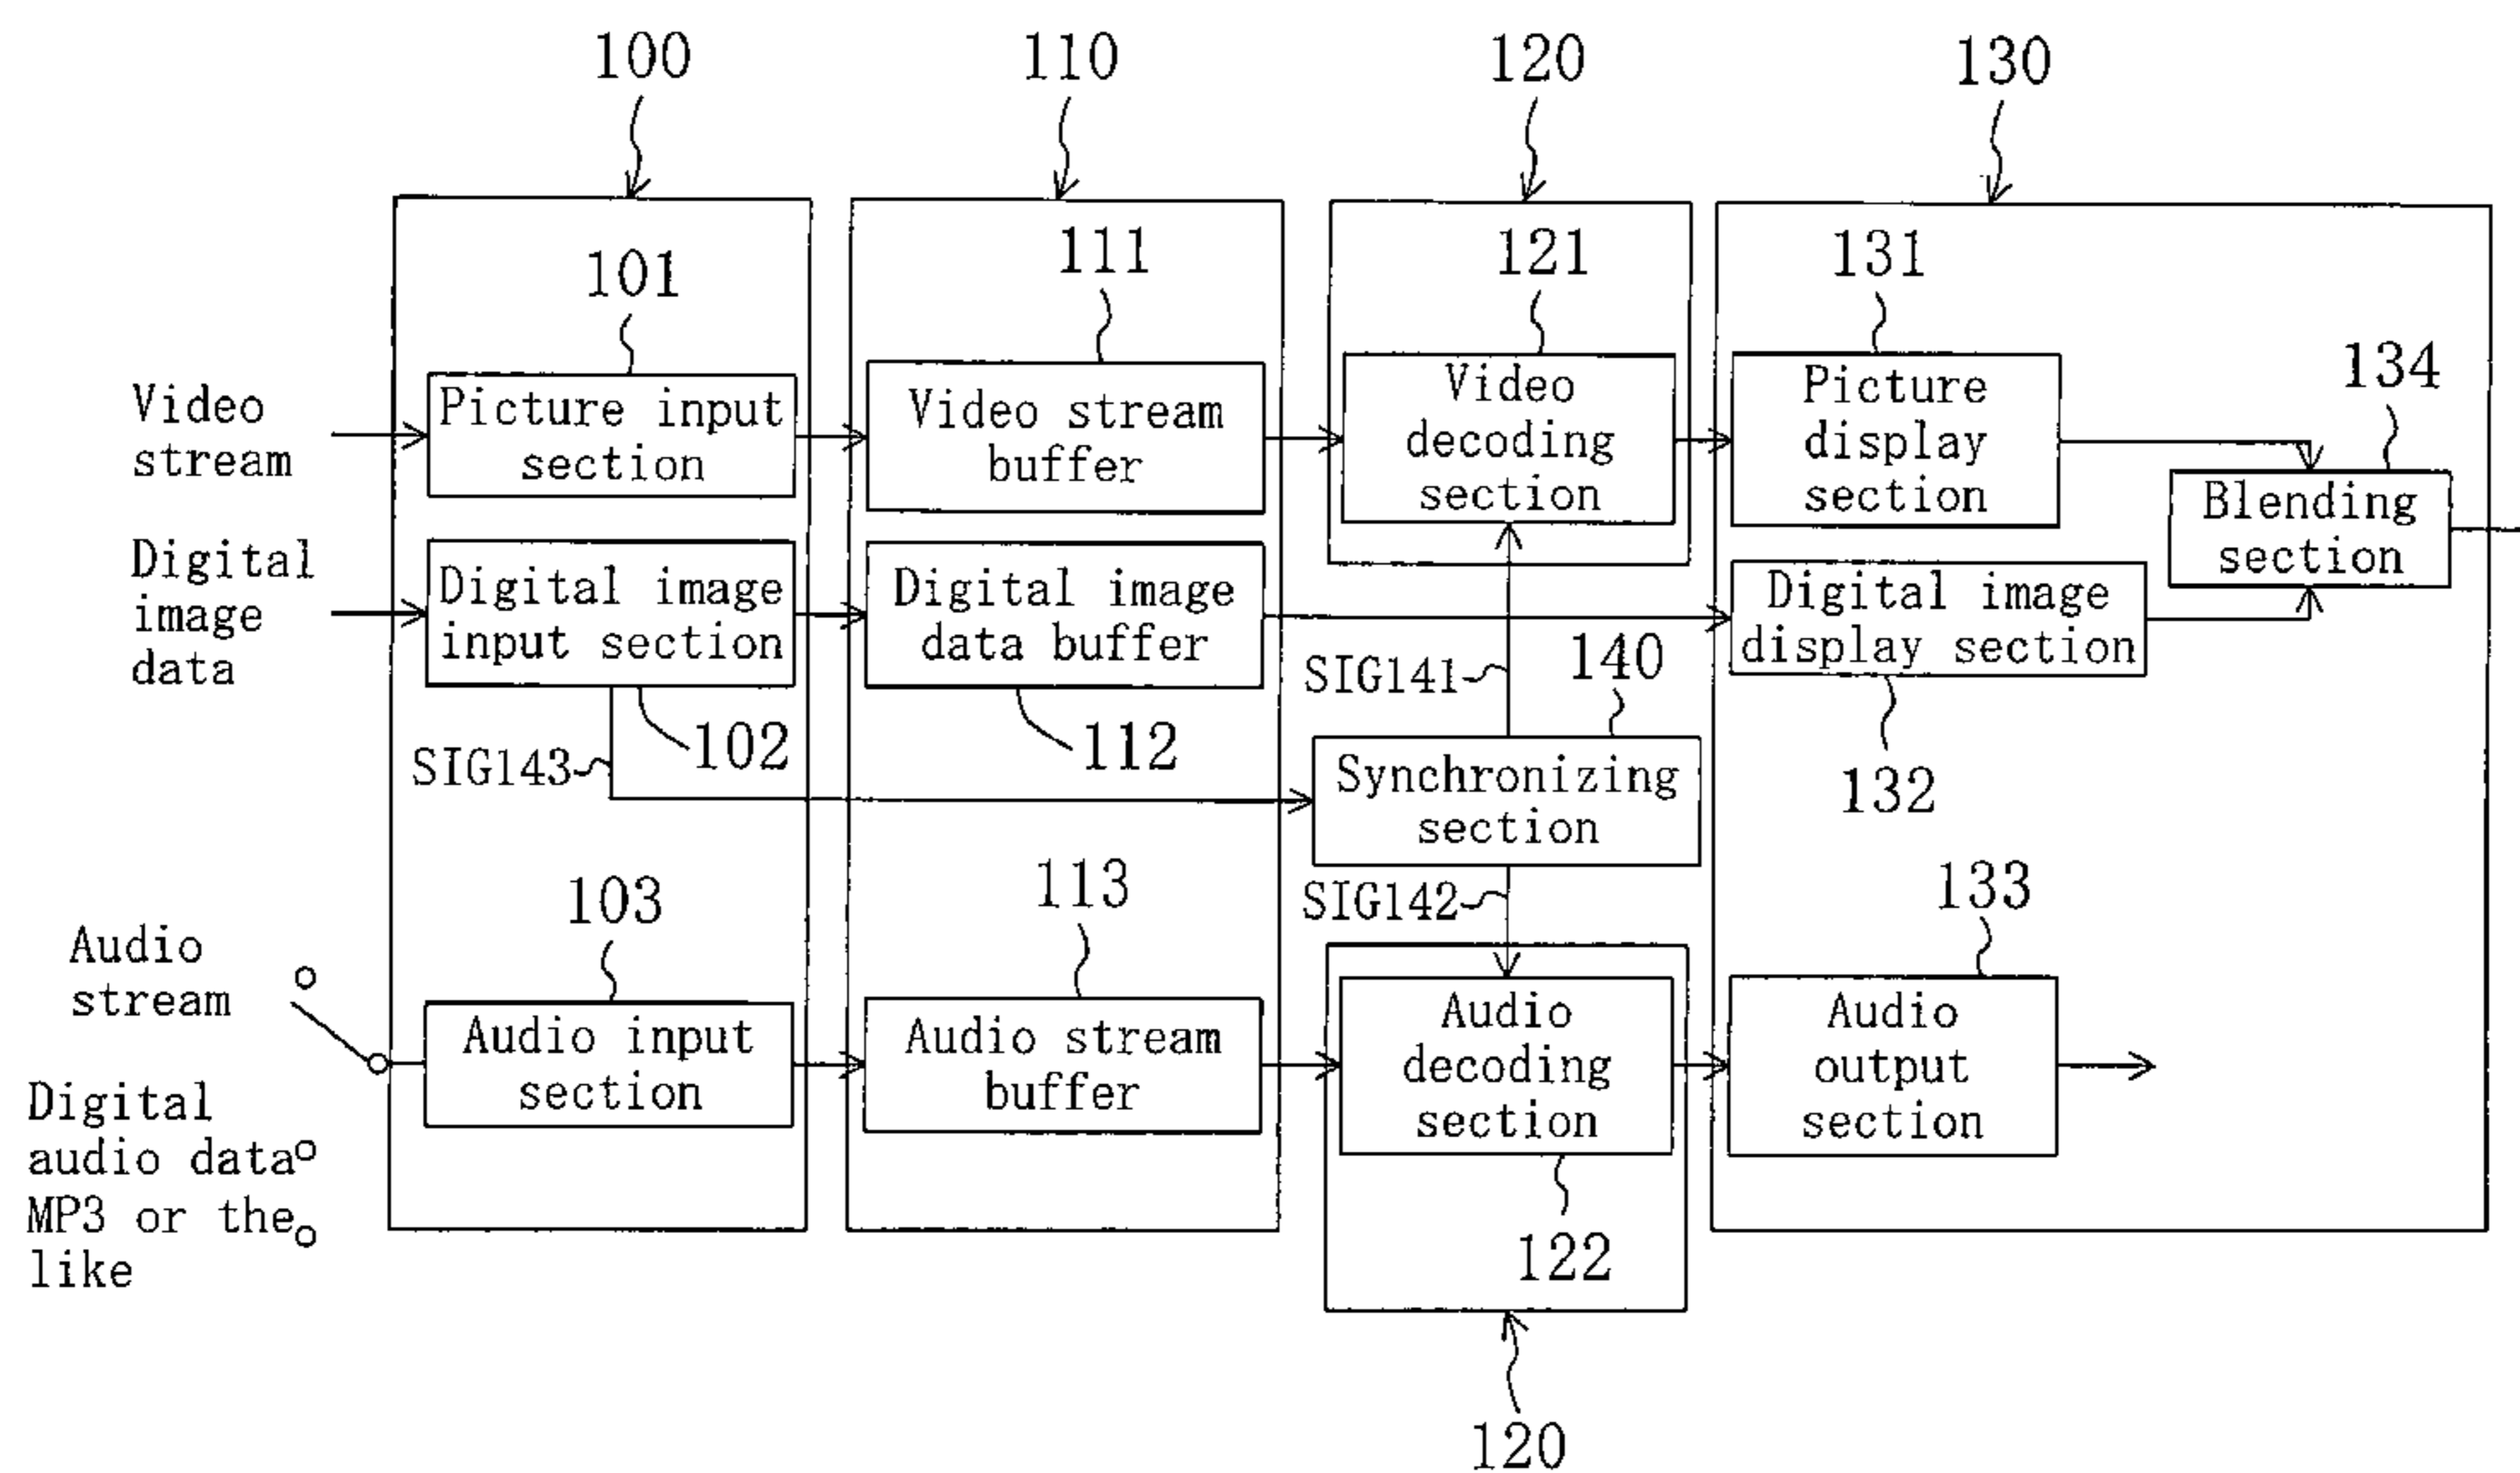 100
110
120
130
101
111
121
131
134
Video
stream
Picture input
section
Video stream
buffer
Video
decoding
section
Picture
display
section
Blending
section
Digital
image
data
Digital image
input section
Digital image
data buffer
Digital image
display section
SIG141
140
102
112
132
SIG143
Synchronizing
section
SIG142
103
113
133
Audio
stream
Audio input
section
Audio stream
buffer
Audio
decoding
section
Audio
output
section
Digital
audio data
MP3 or the
like
122
120